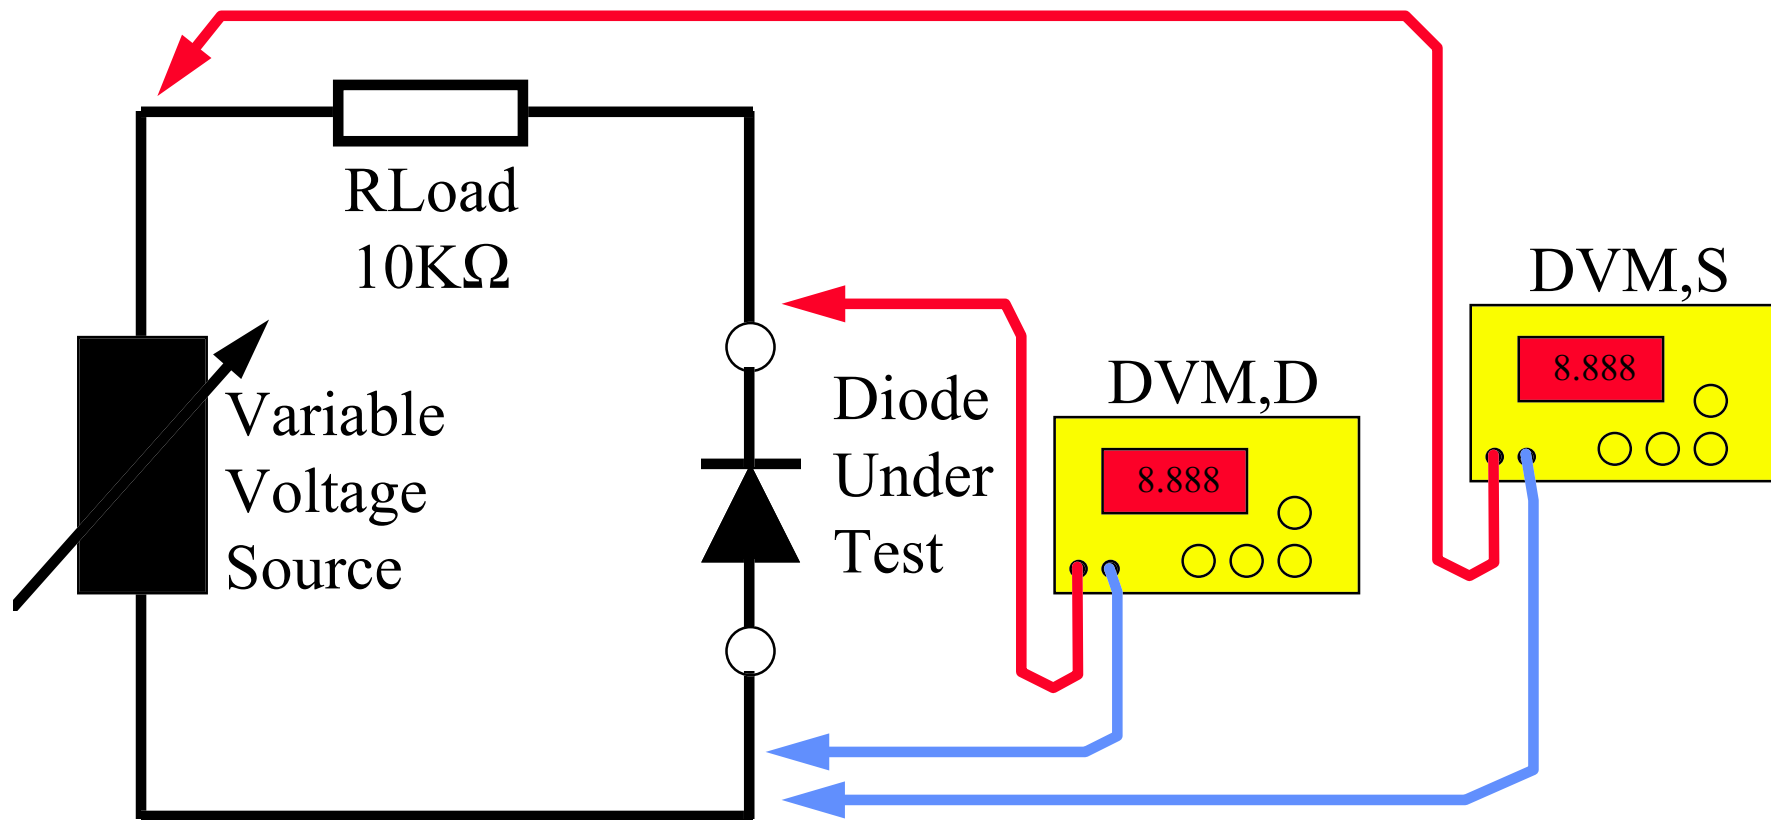 RLoad
10KΩ
Variable
Voltage
Source
Diode
Under
Test
DVM,D
8.888
DVM,S
8.888